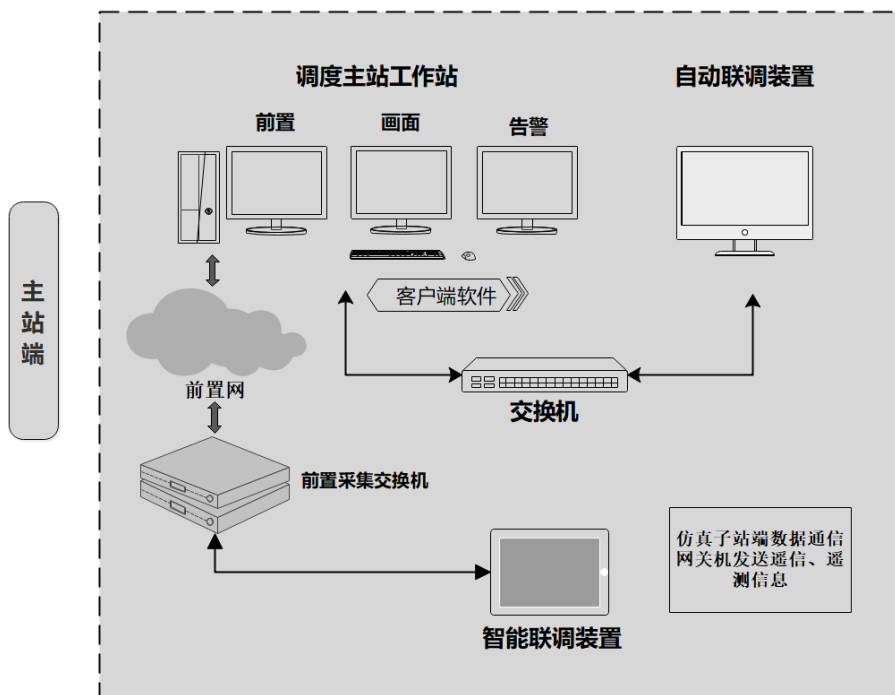 调度主站工作站
自动联调装置
前置
画面
告警
主
站
端
客户端软件
前置网
交换机
前置采集交换机
仿真子站端数据通信
网关机发送遥信、遥
测信息
智能联调装置